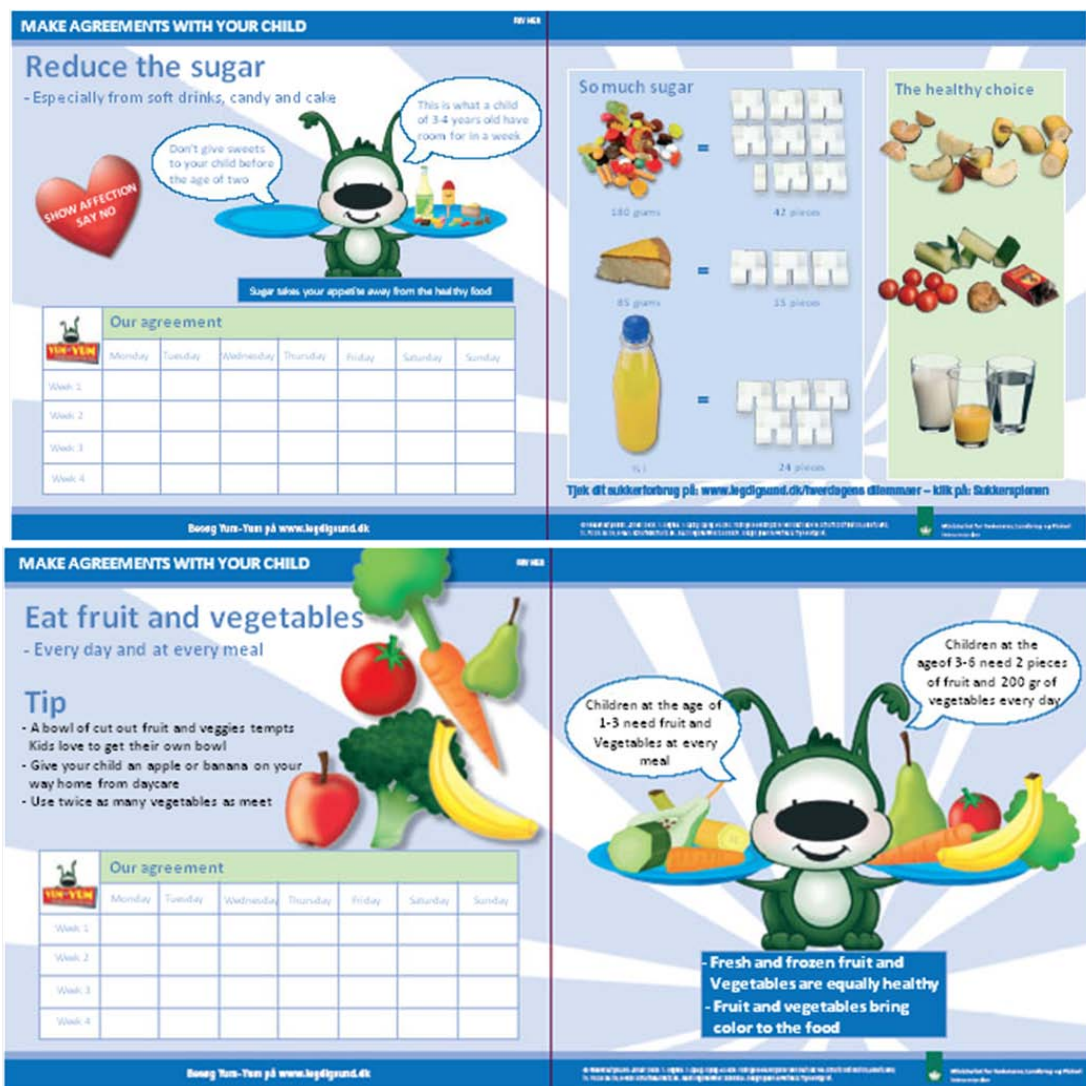 MAKE AGREEMENTS WITH YOUR CHILD
RIV HER
Reduce the sugar
- Especially from soft drinks, candy and cake
This is what a child
of 3-4 years old have
room for in a week
Don't give sweets
to your child before
the age of two
SHOW AFFECTION
SAY NO
Sugar takes your appetite away from the healthy food
YUM-YUM
Our agreement
Monday Tuesday Wednesday Thursday Friday Saturday Sunday
Week 1
Week 2
Week 3
Week 4
Besøg Yum-Yum på www.legdigsund.dk
So much sugar
=
180 grams
42 pieces
=
85 grams
15 pieces
=
½ l
24 pieces
The healthy choice
Tjek dit sukkerforbrug på: www.legdigsund.dk/hverdagens dilemmaer – klik på: Sukkerspionen
MAKE AGREEMENTS WITH YOUR CHILD
RIV HER
Eat fruit and vegetables
- Every day and at every meal
Tip
- A bowl of cut out fruit and veggies tempts
Kids love to get their own bowl
- Give your child an apple or banana on your
way home from daycare
- Use twice as many vegetables as meet
YUM-YUM
Our agreement
Monday Tuesday Wednesday Thursday Friday Saturday Sunday
Week 1
Week 2
Week 3
Week 4
Besøg Yum-Yum på www.legdigsund.dk
Children at the age of
1-3 need fruit and
Vegetables at every
meal
Children at the
ageof 3-6 need 2 pieces
of fruit and 200 gr of
vegetables every day
- Fresh and frozen fruit and
Vegetables are equally healthy
- Fruit and vegetables bring
color to the food